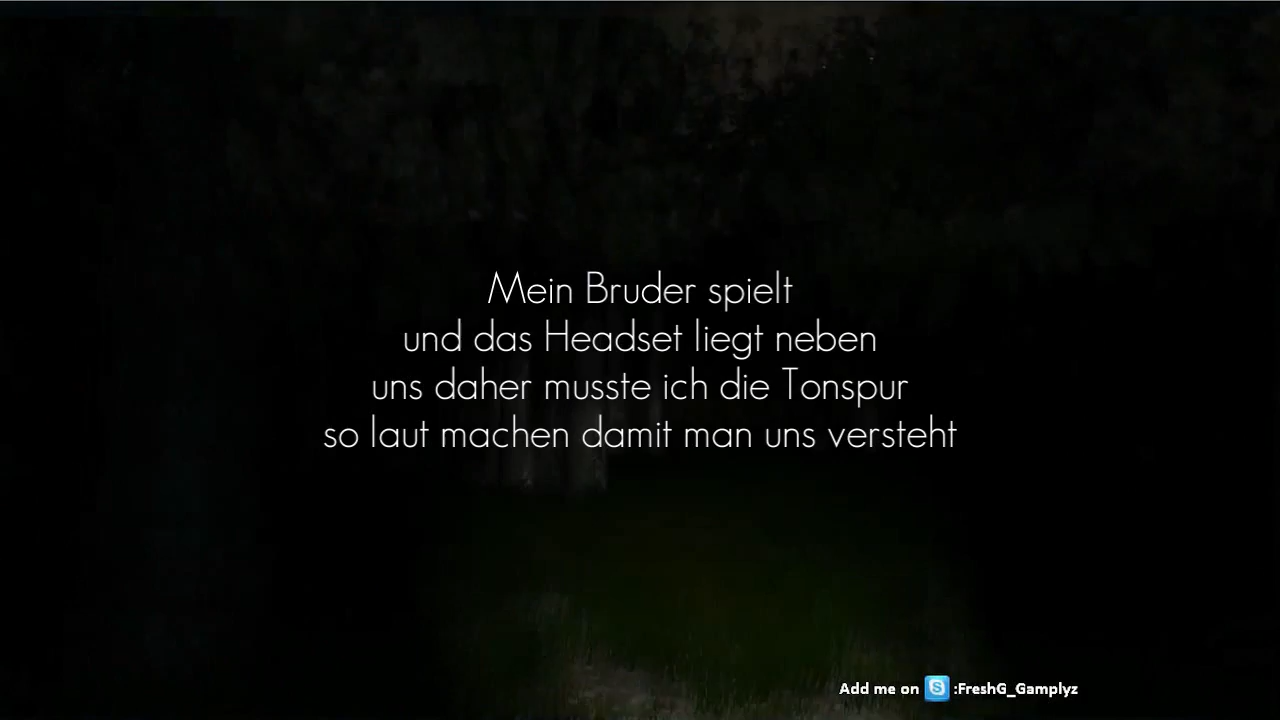 Mein Bruder spielt
und das Headset liegt neben
uns daher musste ich die Tonspur
so laut machen damit man uns versteht
Add me on :FreshG_Gamplyz